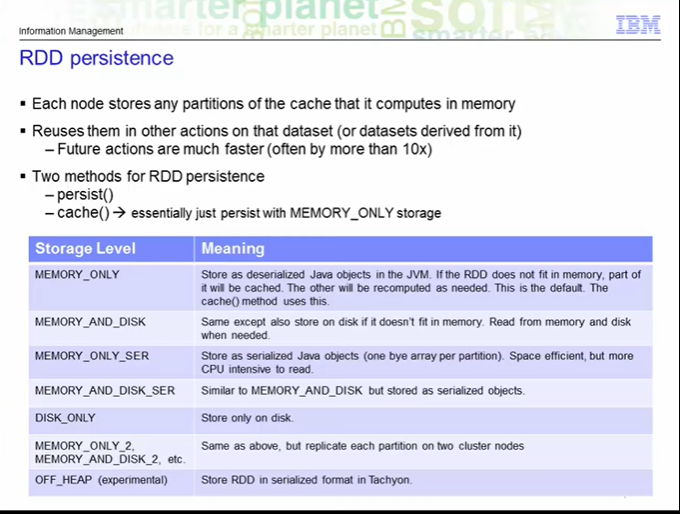 smarter planet
soft
Information Management
IBM
RDD persistence
▪ Each node stores any partitions of the cache that it computes in memory
▪ Reuses them in other actions on that dataset (or datasets derived from it)
– Future actions are much faster (often by more than 10x)
▪ Two methods for RDD persistence
– persist()
– cache() → essentially just persist with MEMORY_ONLY storage
Storage Level Meaning
MEMORY_ONLY Store as deserialized Java objects in the JVM. If the RDD does not fit in memory, part of
it will be cached. The other will be recomputed as needed. This is the default. The
cache() method uses this.
MEMORY_AND_DISK Same except also store on disk if it doesn't fit in memory. Read from memory and disk
when needed.
MEMORY_ONLY_SER Store as serialized Java objects (one bye array per partition). Space efficient, but more
CPU intensive to read.
MEMORY_AND_DISK_SER Similar to MEMORY_AND_DISK but stored as serialized objects.
DISK_ONLY Store only on disk.
MEMORY_ONLY_2, Same as above, but replicate each partition on two cluster nodes
MEMORY_AND_DISK_2, etc.
OFF_HEAP (experimental) Store RDD in serialized format in Tachyon.